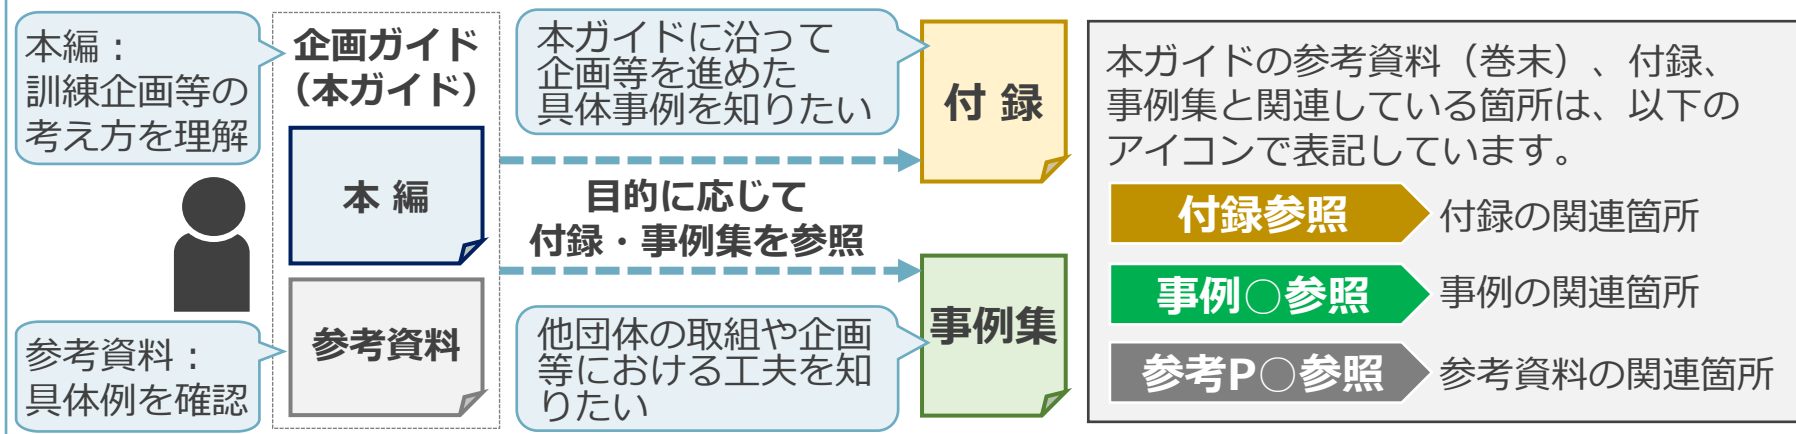 本編：
訓練企画等の
考え方を理解
企画ガイド
（本ガイド）
本 編
参考資料
参考資料：
具体例を確認
本ガイドに沿って
企画等を進めた
具体事例を知りたい
目的に応じて
付録・事例集を参照
他団体の取組や企画
等における工夫を知
りたい
付 録
事例集
本ガイドの参考資料（巻末）、付録、
事例集と関連している箇所は、以下の
アイコンで表記しています。
付録参照 付録の関連箇所
事例○参照 事例の関連箇所
参考P○参照 参考資料の関連箇所